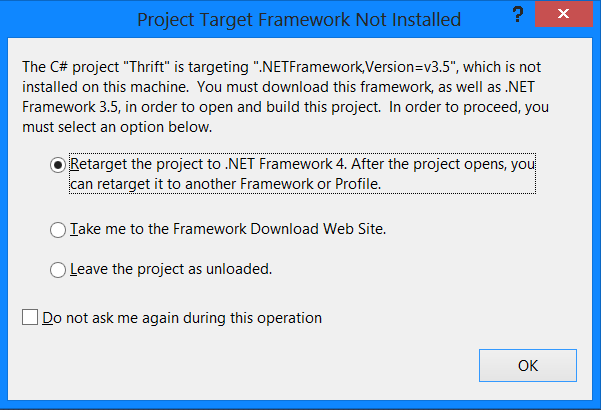 Project Target Framework Not Installed
?
The C# project "Thrift" is targeting ".NETFramework,Version=v3.5", which is not
installed on this machine. You must download this framework, as well as .NET
Framework 3.5, in order to open and build this project. In order to proceed, you
must select an option below.
Retarget the project to .NET Framework 4. After the project opens, you
can retarget it to another Framework or Profile.
Take me to the Framework Download Web Site.
Leave the project as unloaded.
Do not ask me again during this operation
OK